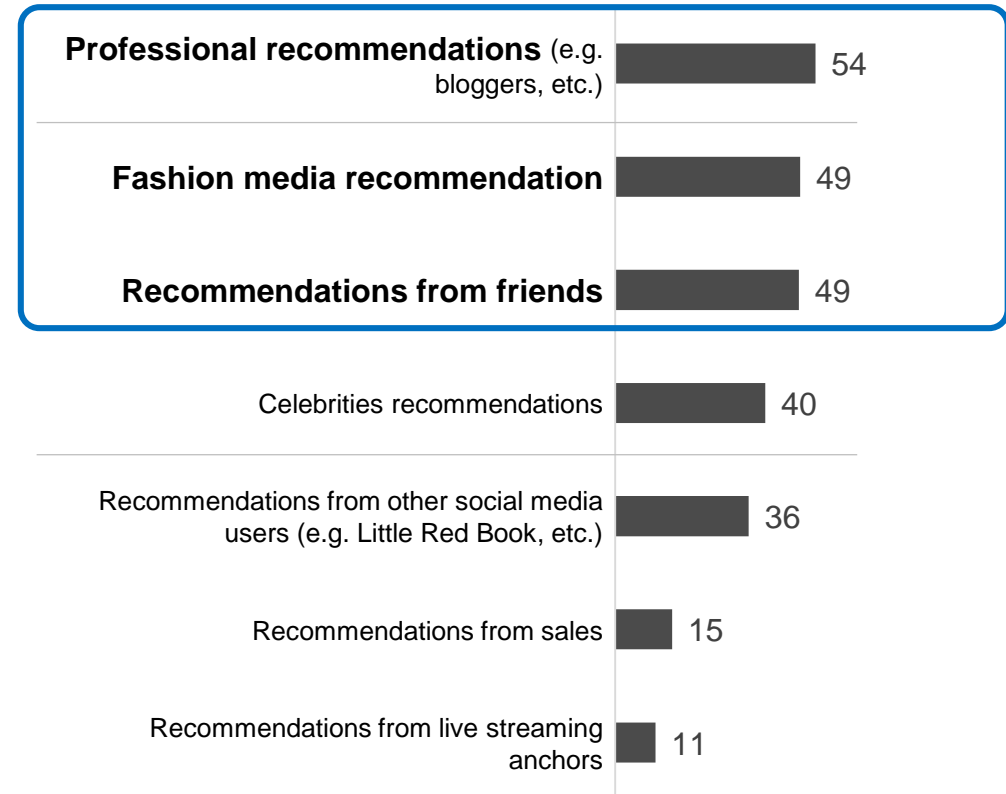 Professional recommendations (e.g.
bloggers, etc.)
54
Fashion media recommendation
49
Recommendations from friends
49
Celebrities recommendations
40
Recommendations from other social media
users (e.g. Little Red Book, etc.)
36
Recommendations from sales
15
Recommendations from live streaming
anchors
11